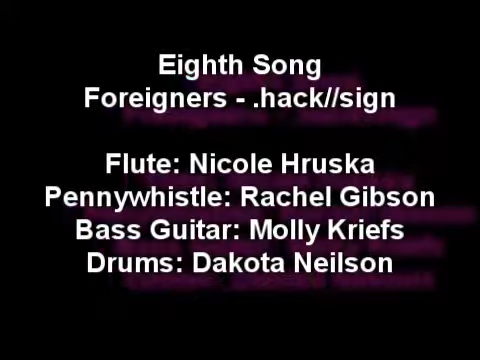 Eighth Song
Foreigners - .hack//sign
Flute: Nicole Hruska
Pennywhistle: Rachel Gibson
Bass Guitar: Molly Kriefs
Drums: Dakota Neilson